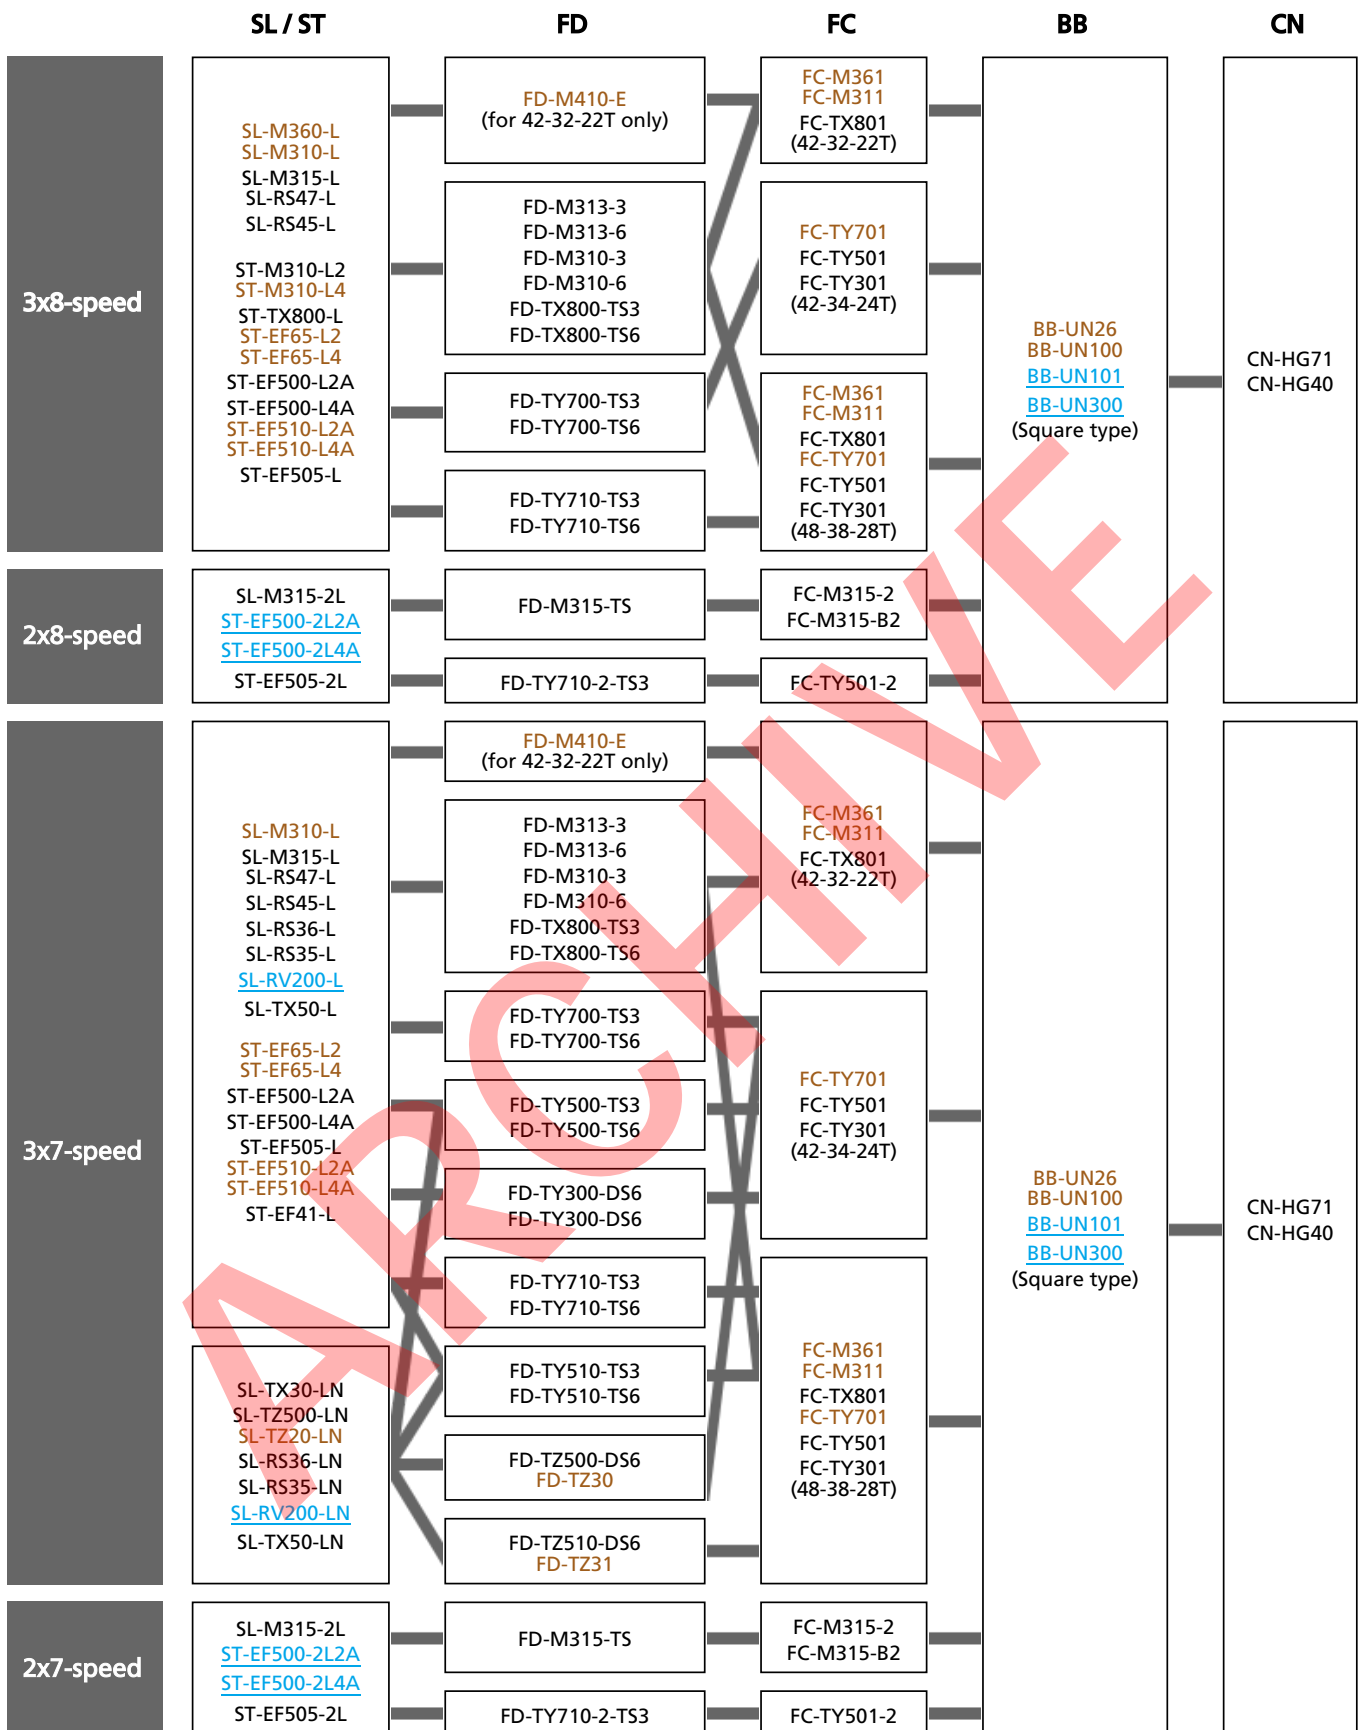 SL / ST
FD
FC
BB
CN
3x8-speed
SL-M360-L
SL-M310-L
SL-M315-L
SL-RS47-L
SL-RS45-L
ST-M310-L2
ST-M310-L4
ST-TX800-L
ST-EF65-L2
ST-EF65-L4
ST-EF500-L2A
ST-EF500-L4A
ST-EF510-L2A
ST-EF510-L4A
ST-EF505-L
FD-M410-E
(for 42-32-22T only)
FD-M313-3
FD-M313-6
FD-M310-3
FD-M310-6
FD-TX800-TS3
FD-TX800-TS6
FD-TY700-TS3
FD-TY700-TS6
FD-TY710-TS3
FD-TY710-TS6
FC-M361
FC-M311
FC-TX801
(42-32-22T)
FC-TY701
FC-TY501
FC-TY301
(42-34-24T)
FC-M361
FC-M311
FC-TX801
FC-TY701
FC-TY501
FC-TY301
(48-38-28T)
BB-UN26
BB-UN100
BB-UN101
BB-UN300
(Square type)
CN-HG71
CN-HG40
2x8-speed
SL-M315-2L
ST-EF500-2L2A
ST-EF500-2L4A
ST-EF505-2L
FD-M315-TS
FD-TY710-2-TS3
FC-M315-2
FC-M315-B2
FC-TY501-2
3x7-speed
SL-M310-L
SL-M315-L
SL-RS47-L
SL-RS45-L
SL-RS36-L
SL-RS35-L
SL-RV200-L
SL-TX50-L
ST-EF65-L2
ST-EF65-L4
ST-EF500-L2A
ST-EF500-L4A
ST-EF505-L
ST-EF510-L2A
ST-EF510-L4A
ST-EF41-L
SL-TX30-LN
SL-TZ500-LN
SL-TZ20-LN
SL-RS36-LN
SL-RS35-LN
SL-RV200-LN
SL-TX50-LN
FD-M410-E
(for 42-32-22T only)
FD-M313-3
FD-M313-6
FD-M310-3
FD-M310-6
FD-TX800-TS3
FD-TX800-TS6
FD-TY700-TS3
FD-TY700-TS6
FD-TY500-TS3
FD-TY500-TS6
FD-TY300-DS6
FD-TY300-DS6
FD-TY710-TS3
FD-TY710-TS6
FD-TY510-TS3
FD-TY510-TS6
FD-TZ500-DS6
FD-TZ30
FD-TZ510-DS6
FD-TZ31
FC-M361
FC-M311
FC-TX801
(42-32-22T)
FC-TY701
FC-TY501
FC-TY301
(42-34-24T)
FC-M361
FC-M311
FC-TX801
FC-TY701
FC-TY501
FC-TY301
(48-38-28T)
BB-UN26
BB-UN100
BB-UN101
BB-UN300
(Square type)
CN-HG71
CN-HG40
2x7-speed
SL-M315-2L
ST-EF500-2L2A
ST-EF500-2L4A
ST-EF505-2L
FD-M315-TS
FD-TY710-2-TS3
FC-M315-2
FC-M315-B2
FC-TY501-2
ARCHIVE